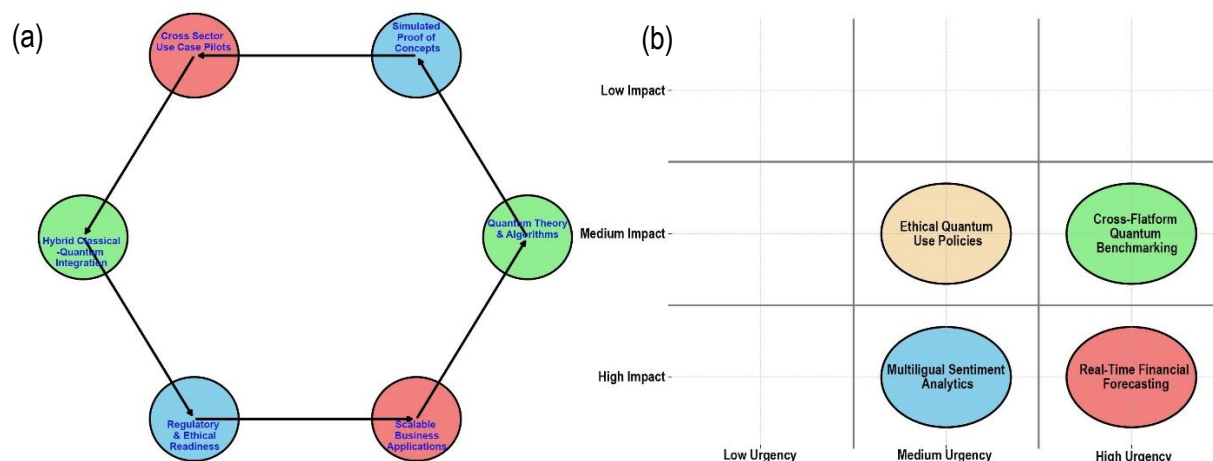 (a)
Cross Sector
Use Case Pilots
Simulated
Proof of
Concepts
Hybrid Classical
-Quantum
Integration
Quantum Theory
& Algorithms
Regulatory
& Ethical
Readiness
Scalable
Business
Applications
(b)
Low Impact
Medium Impact
Ethical Quantum
Use Policies
Cross-Flatform
Quantum
Benchmarking
High Impact
Multiligual Sentiment
Analytics
Real-Time Financial
Forecasting
Low Urgency
Medium Urgency
High Urgency